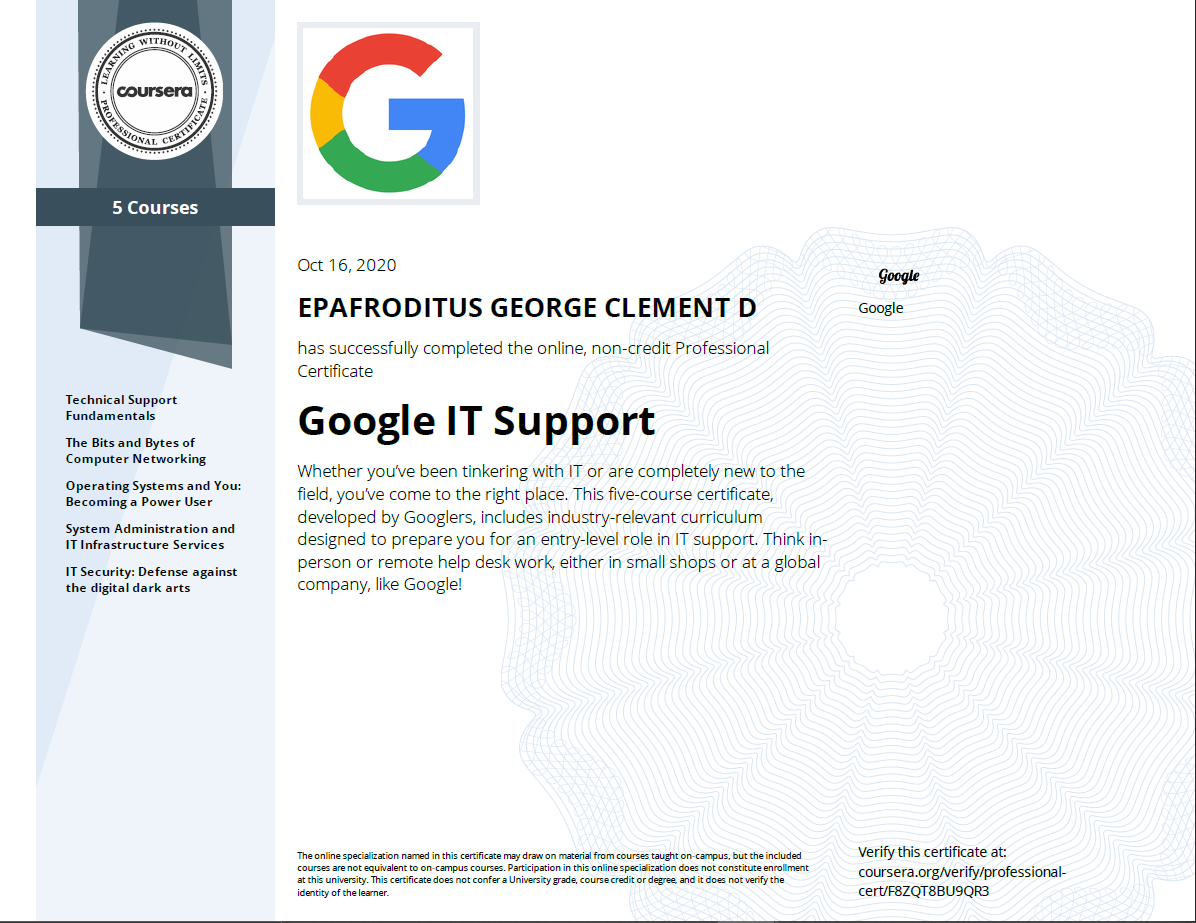 LEARNING WITHOUT LIMITS
coursera
PROFESSIONAL CERTIFICATE
5 Courses
Technical Support
Fundamentals
The Bits and Bytes of
Computer Networking
Operating Systems and You:
Becoming a Power User
System Administration and
IT Infrastructure Services
IT Security: Defense against
the digital dark arts
Oct 16, 2020
EPAFRODITUS GEORGE CLEMENT D
has successfully completed the online, non-credit Professional
Certificate
Google IT Support
Whether you’ve been tinkering with IT or are completely new to the
field, you’ve come to the right place. This five-course certificate,
developed by Googlers, includes industry-relevant curriculum
designed to prepare you for an entry-level role in IT support. Think in-
person or remote help desk work, either in small shops or at a global
company, like Google!
Google
Google
The online specialization named in this certificate may draw on material from courses taught on-campus, but the included
courses are not equivalent to on-campus courses. Participation in this online specialization does not constitute enrollment
at this university. This certificate does not confer a University grade, course credit or degree, and it does not verify the
identity of the learner.
Verify this certificate at:
coursera.org/verify/professional-
cert/F8ZQT8BU9QR3